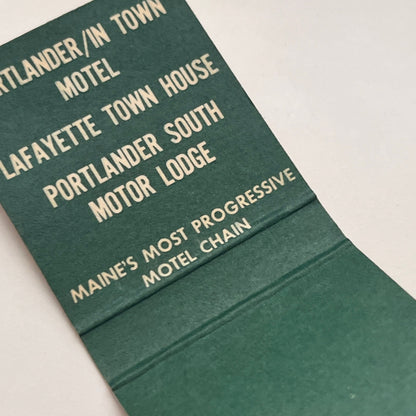 RTLANDER/IN TOWN
MOTEL
LAFAYETTE TOWN HOUSE
PORTLANDER SOUTH
MOTOR LODGE
MAINE'S MOST PROGRESSIVE
MOTEL CHAIN